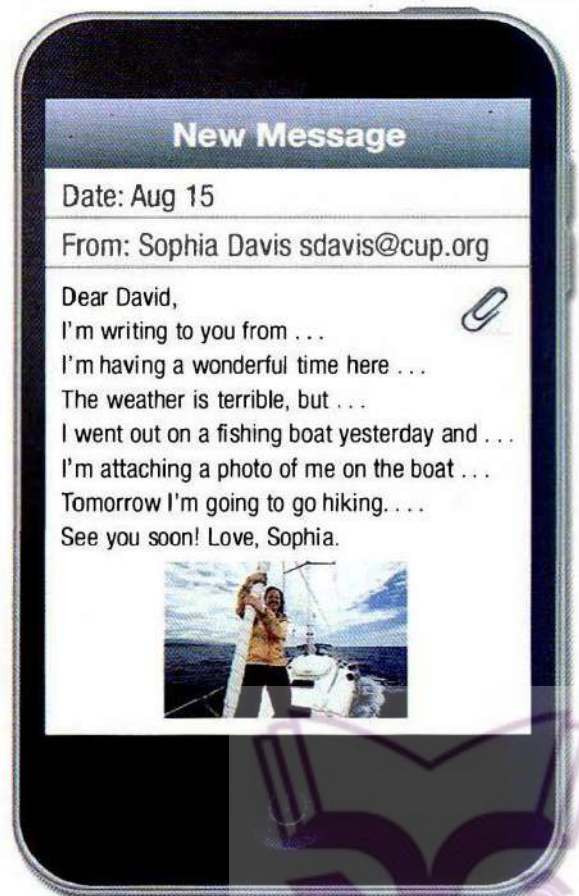 New Message
Date: Aug 15
From: Sophia Davis sdavis@cup.org
Dear David,
I'm writing to you from . . .
I'm having a wonderful time here . . .
The weather is terrible, but . . .
I went out on a fishing boat yesterday and . . .
I'm attaching a photo of me on the boat . . .
Tomorrow I'm going to go hiking. . . .
See you soon! Love, Sophia.